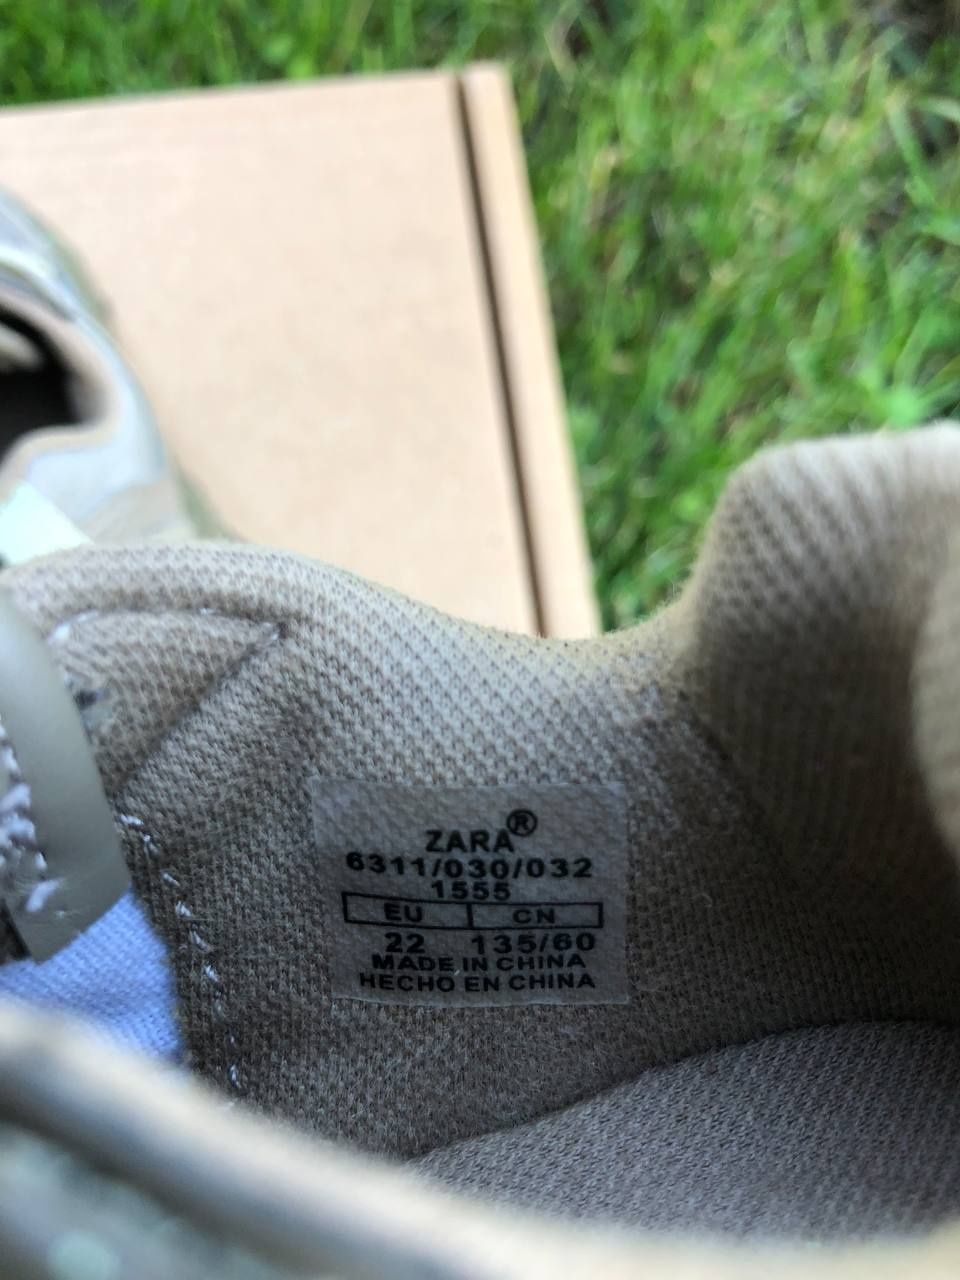 ZARA®
6311/030/032
1555
EU CN
22 135/60
MADE IN CHINA
HECHO EN CHINA